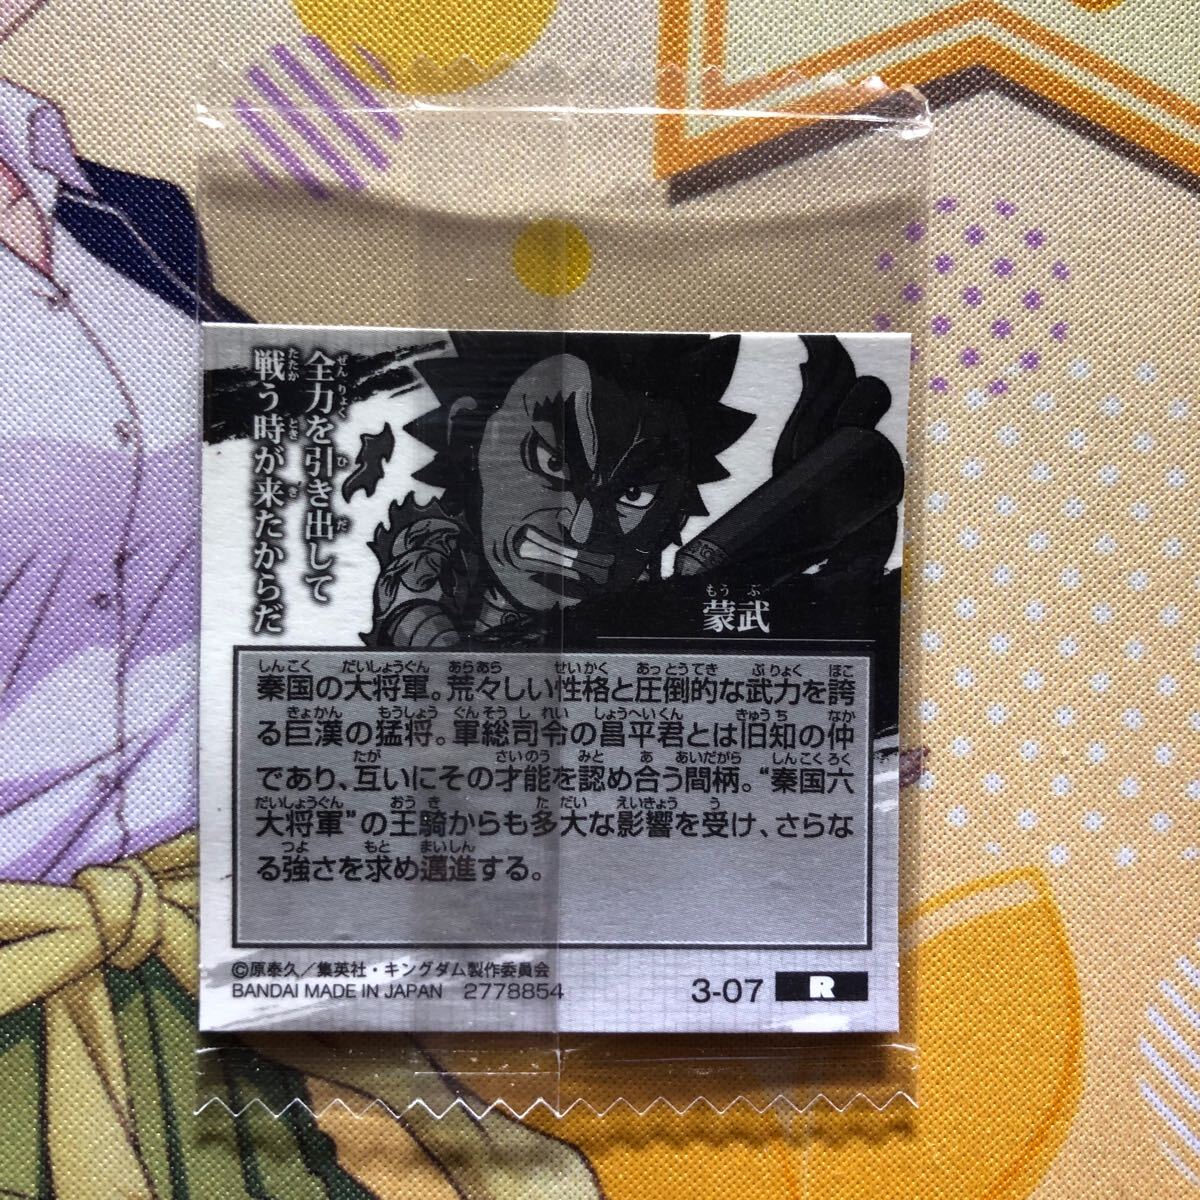 全力を引き出して
戦う時が来たからだ
蒙武
秦国の大将軍。荒々しい性格と圧倒的な武力を誇
る巨漢の猛将。軍総司令の昌平君とは旧知の仲
であり、互いにその才能を認め合う間柄。“秦国六
大将軍”の王騎からも多大な影響を受け、さらな
る強さを求め邁進する。
©原泰久／集英社・キングダム製作委員会
BANDAI MADE IN JAPAN 2778854
3-07 R